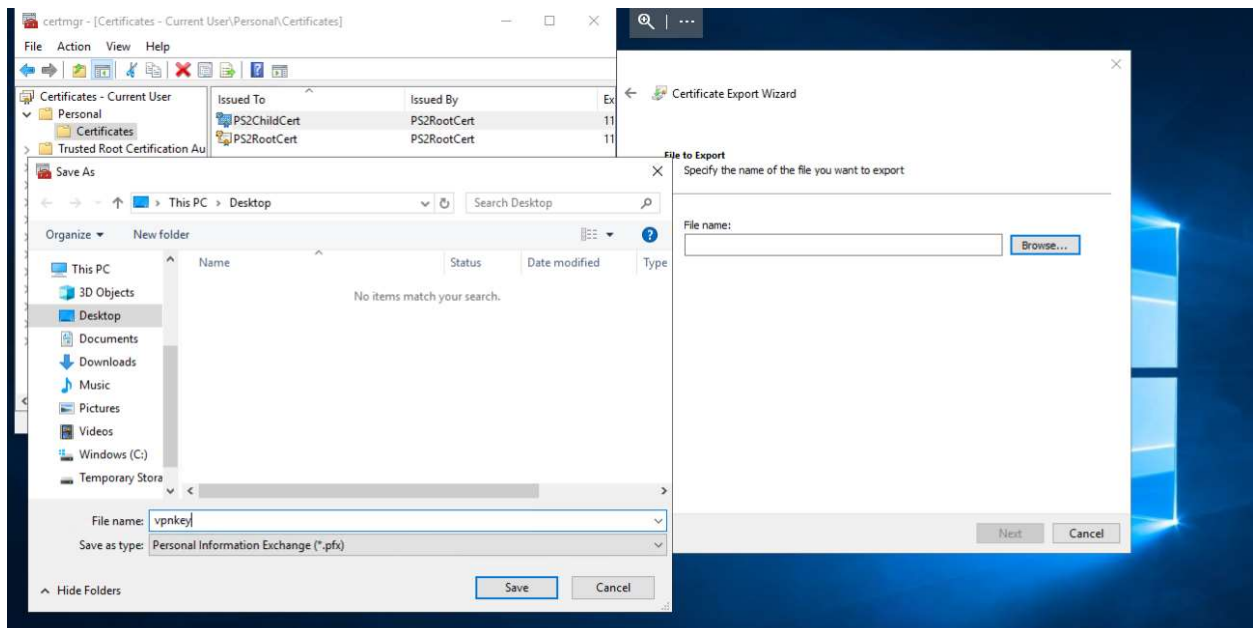 certmgr - [Certificates - Current User\Personal\Certificates]
File Action View Help
Certificates - Current User
Personal
Certificates
Trusted Root Certification Au
Issued To Issued By Ex
PS2ChildCert PS2RootCert 11
PS2RootCert PS2RootCert 11
Save As
This PC > Desktop
Search Desktop
Organize New folder
This PC
3D Objects
Desktop
Documents
Downloads
Music
Pictures
Videos
Windows (C:)
Temporary Stora
Name Status Date modified Type
No items match your search.
File name: vpnkey
Save as type: Personal Information Exchange (*.pfx)
Hide Folders
Save Cancel
Certificate Export Wizard
File to Export
Specify the name of the file you want to export
File name:
Browse...
Next Cancel